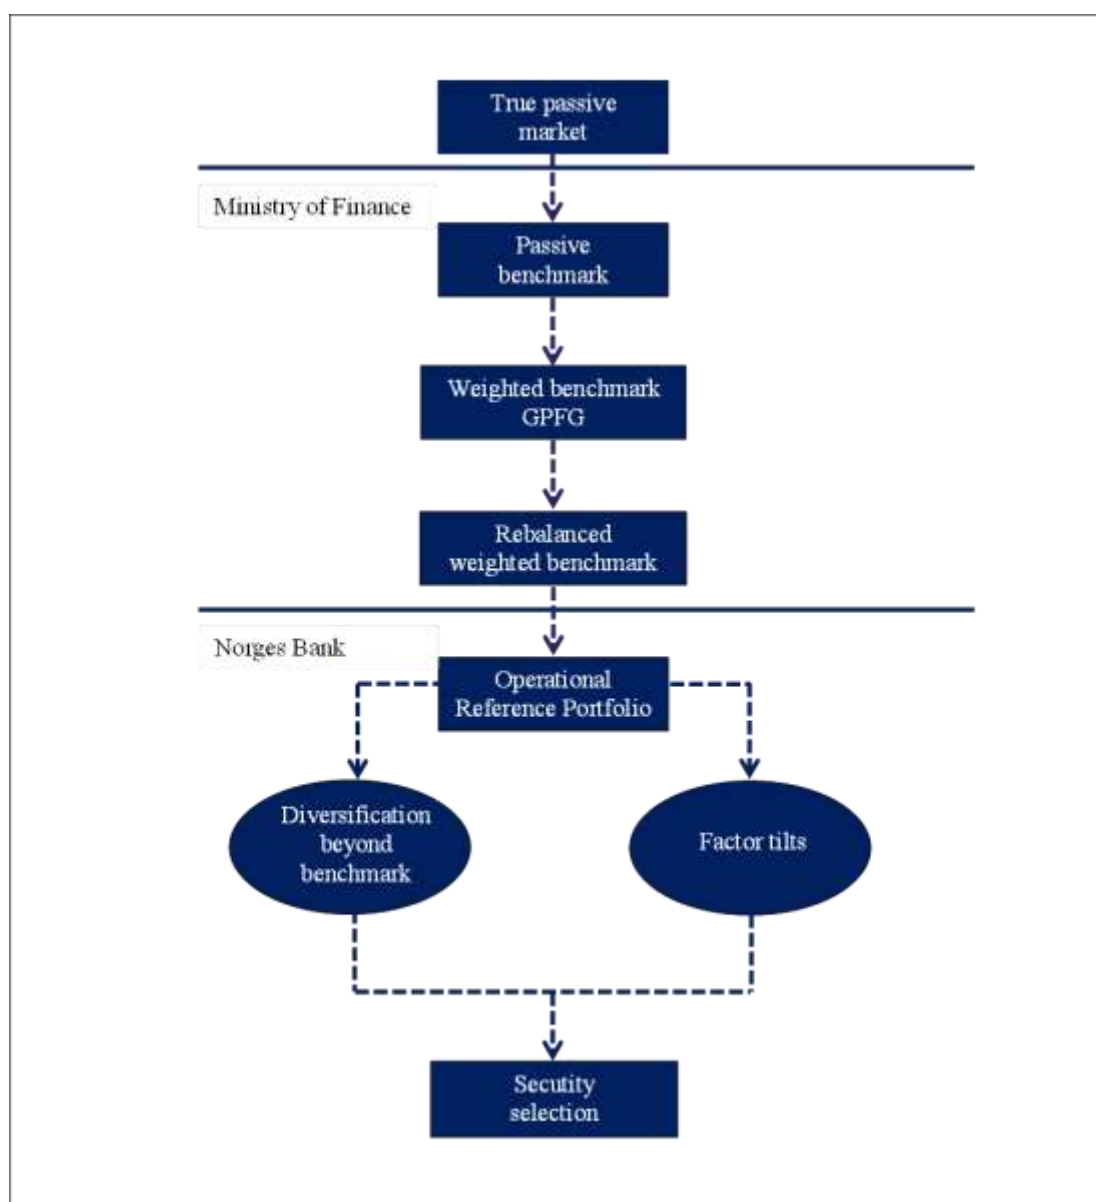 True passive
market
Ministry of Finance
Passive
benchmark
Weighted benchmark
GPFG
Rebalanced
weighted benchmark
Norges Bank
Operational
Reference Portfolio
Diversification
beyond
benchmark
Factor tilts
Secutity
selection